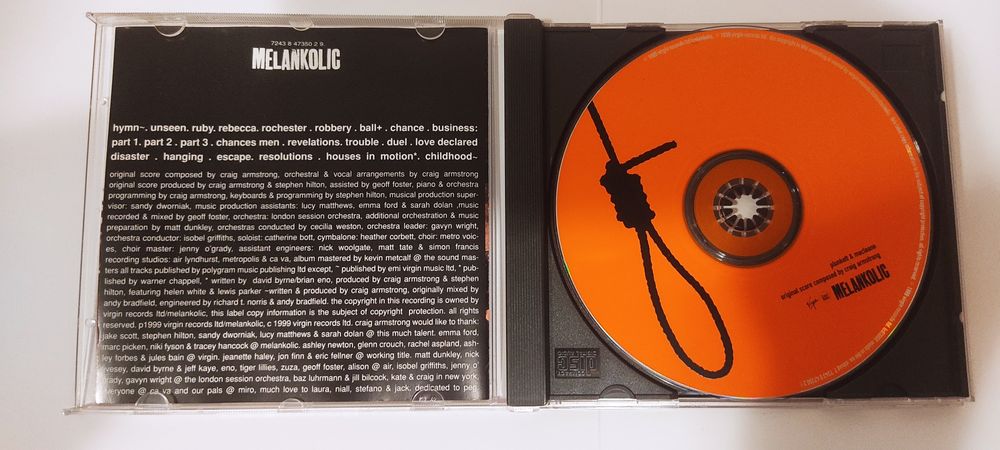 7243 8 47350 2 9.
MELANKOLIC
hymn~. unseen. ruby. rebecca. rochester . robbery . ball+ . chance . business:
part 1. part 2 . part 3 . chances men . revelations. trouble . duel . love declared
disaster . hanging . escape. resolutions . houses in motion*. childhood~
original score composed by craig armstrong, orchestral & vocal arrangements by craig armstrong
original score produced by craig armstrong & stephen hilton, assisted by geoff foster, piano & orchestra
programming by craig armstrong, keyboards & programming by stephen hilton, musical production super-
visor: sandy dworniak, music production assistants: lucy matthews, emma ford & sarah dolan ,music
recorded & mixed by geoff foster, orchestra: london session orchestra, additional orchestration & music
preparation by matt dunkley, orchestras conducted by cecilia weston, orchestra leader: gavyn wright,
orchestra conductor: isobel griffiths, soloist: catherine bott, cymbalone: heather corbett, choir: metro voic-
es, choir master: jenny o'grady, assistant engineers: nick woolgate, matt tate & simon francis
recording studios: air lyndhurst, metropolis & ca va, album mastered by kevin metcalf @ the sound mas-
ters all tracks published by polygram music publishing ltd except, ~ published by emi virgin music ltd, * pub-
lished by warner chappell, * written by david byrne/brian eno, produced by craig armstrong & stephen
hilton, featuring helen white & lewis parker ~written & produced by craig armstrong, originally mixed by
andy bradfield, engineered by richard t. norris & andy bradfield. the copyright in this recording is owned by
virgin records ltd/melankolic, this label copy information is the subject of copyright protection. all rights
reserved. p1999 virgin records ltd/melankolic, c 1999 virgin records ltd. craig armstrong would like to thank:
jake scott, stephen hilton, sandy dworniak, lucy matthews & sarah dolan @ this much talent. emma ford,
marc picken, niki fyson & tracey hancock @ melankolic, ashley newton, glenn crouch, rachel aspland, ash-
ley forbes & jules bain @ virgin. jeanette haley, jon finn & eric fellner @ working title. matt dunkley, nick
vesey, david byrne & jeff kaye, eno, tiger lillies, zuza, geoff foster, alison @ air, isobel griffiths, jenny o'
grady, gavyn wright @ the london session orchestra, baz luhrmann & jill bilcock, kate & craig in new york,
everyone @ ca va and our pals @ miro, much love to laura, niall, stefano & jack. dedicated to peg.
plunkett & macleane
original score composed by craig armstrong
Virgin
MELANKOLIC
COMPACT
disc